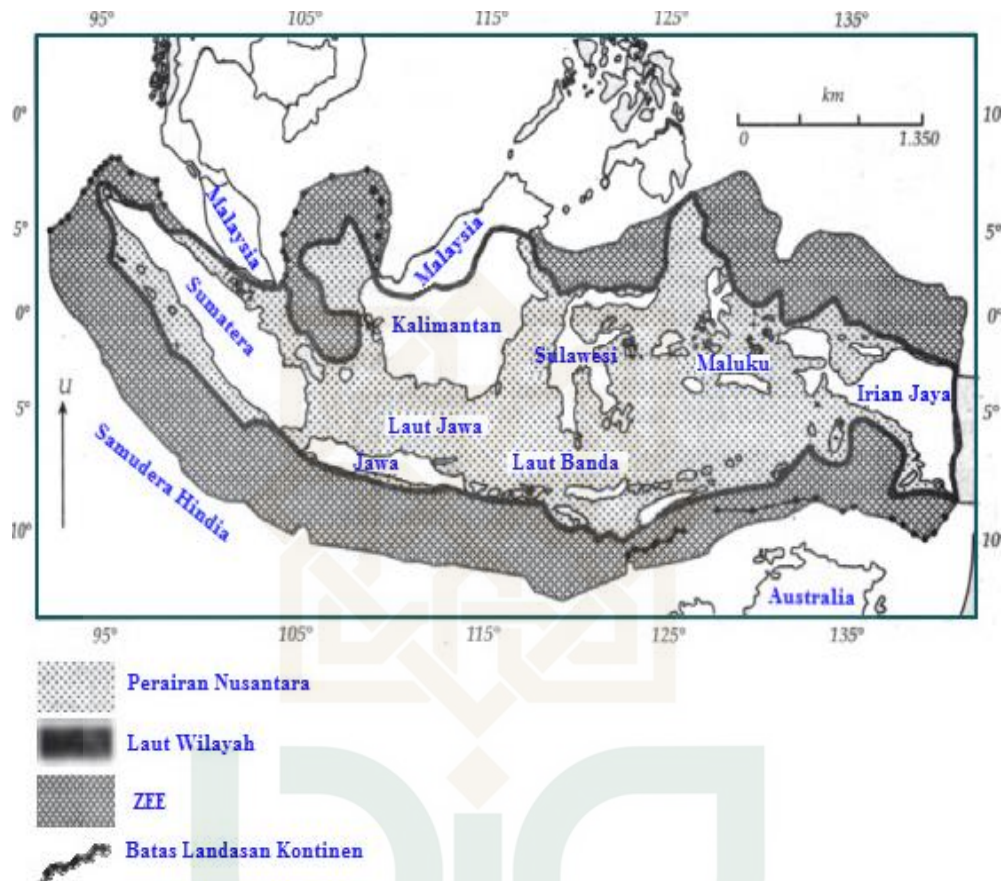 95° 105° 115° 125° 135°
km
0 1.350
0° 10°
Malaysia
5° Malaysia 5°
Sumatera
0° Kalimantan 0°
Sulawesi Maluku
Irian Jaya
u
5° Laut Jawa 5°
Jawa Laut Banda
Samudera Hindia
10° 10°
Australia
95° 105° 115° 125° 135°
Perairan Nusantara
Laut Wilayah
ZEE
Batas Landasan Kontinen